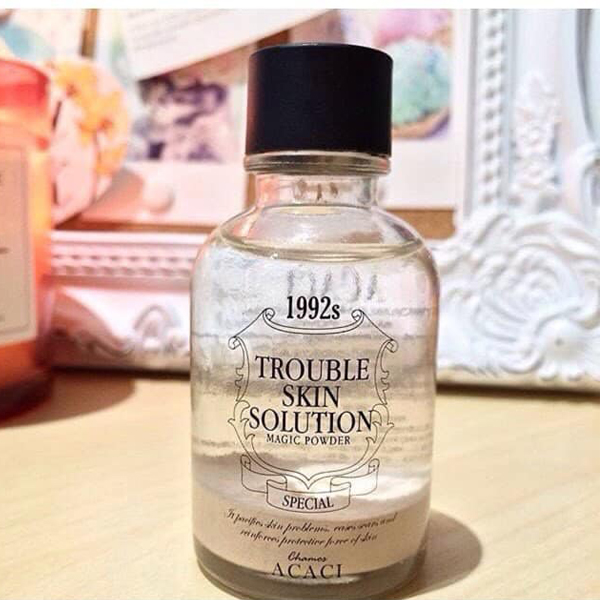 1992s
TROUBLE
SKIN
SOLUTION
MAGIC POWDER
SPECIAL
It purifies skin problems, eases scars and
reinforces protective force of skin
Chamos
ACACI